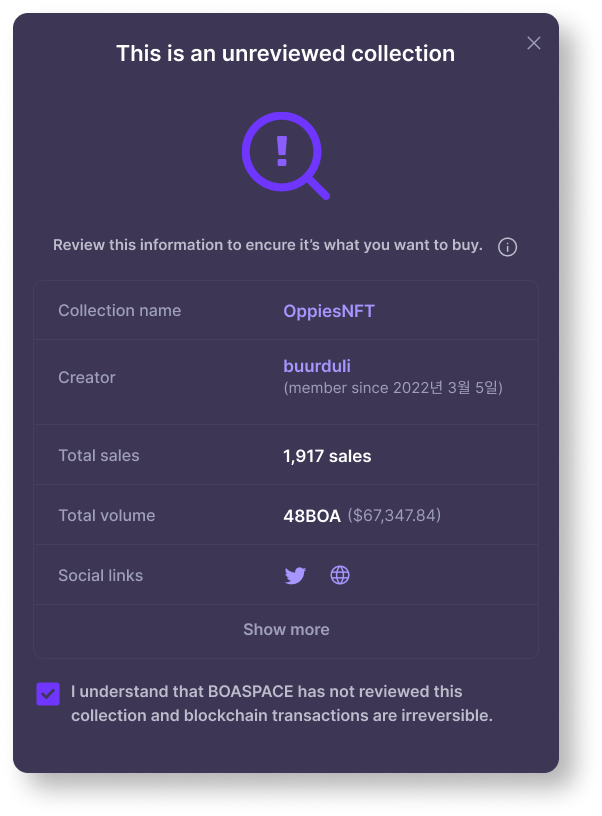 This is an unreviewed collection
!
Review this information to encure it's what you want to buy.
Collection name OppiesNFT
Creator buurduli
(member since 2022년 3월 5일)
Total sales 1,917 sales
Total volume 48BOA ($67,347.84)
Social links
Show more
I understand that BOASPACE has not reviewed this
collection and blockchain transactions are irreversible.